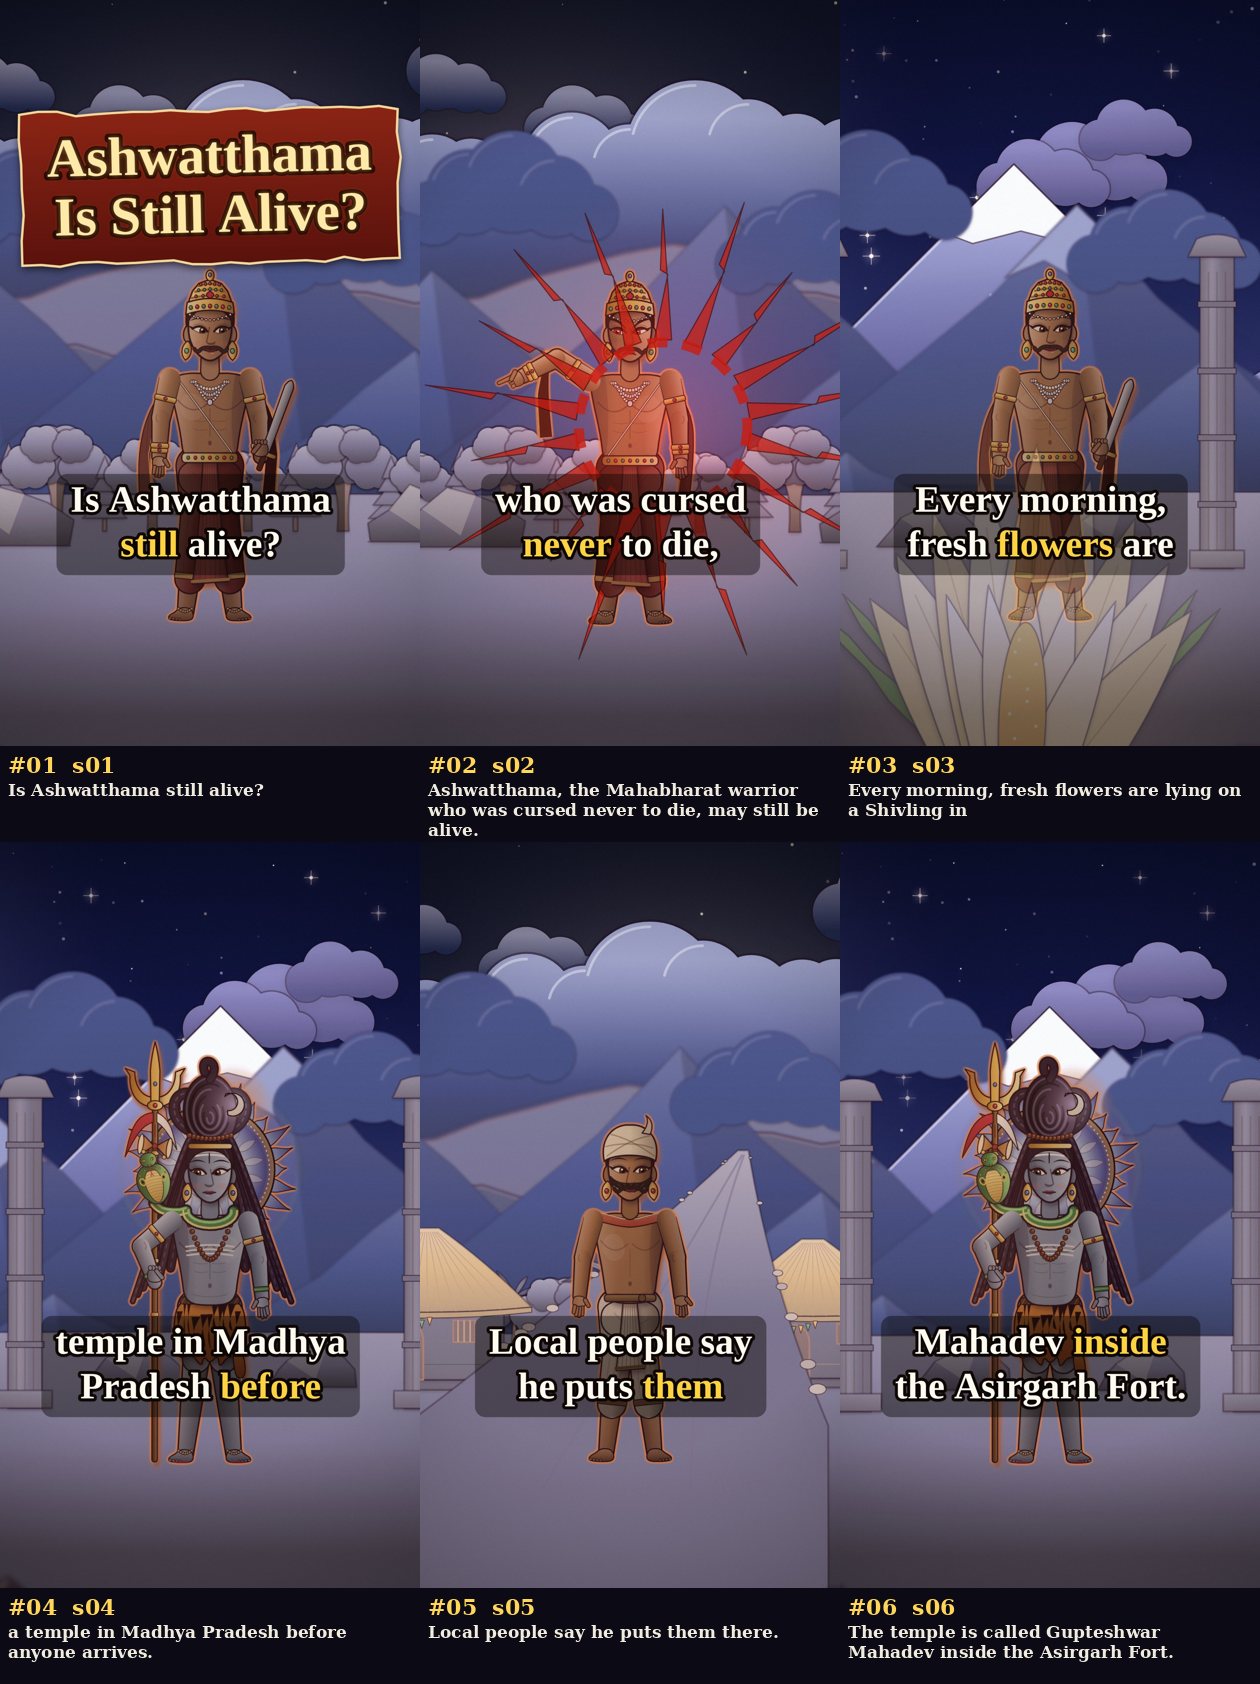 Ashwatthama
Is Still Alive?
Is Ashwatthama
still alive?
who was cursed
never to die,
Every morning,
fresh flowers are
#01 s01
Is Ashwatthama still alive?
#02 s02
Ashwatthama, the Mahabharat warrior
who was cursed never to die, may still be
alive.
#03 s03
Every morning, fresh flowers are lying on
a Shivling in
temple in Madhya
Pradesh before
Local people say
he puts them
Mahadev inside
the Asirgarh Fort.
#04 s04
a temple in Madhya Pradesh before
anyone arrives.
#05 s05
Local people say he puts them there.
#06 s06
The temple is called Gupteshwar
Mahadev inside the Asirgarh Fort.